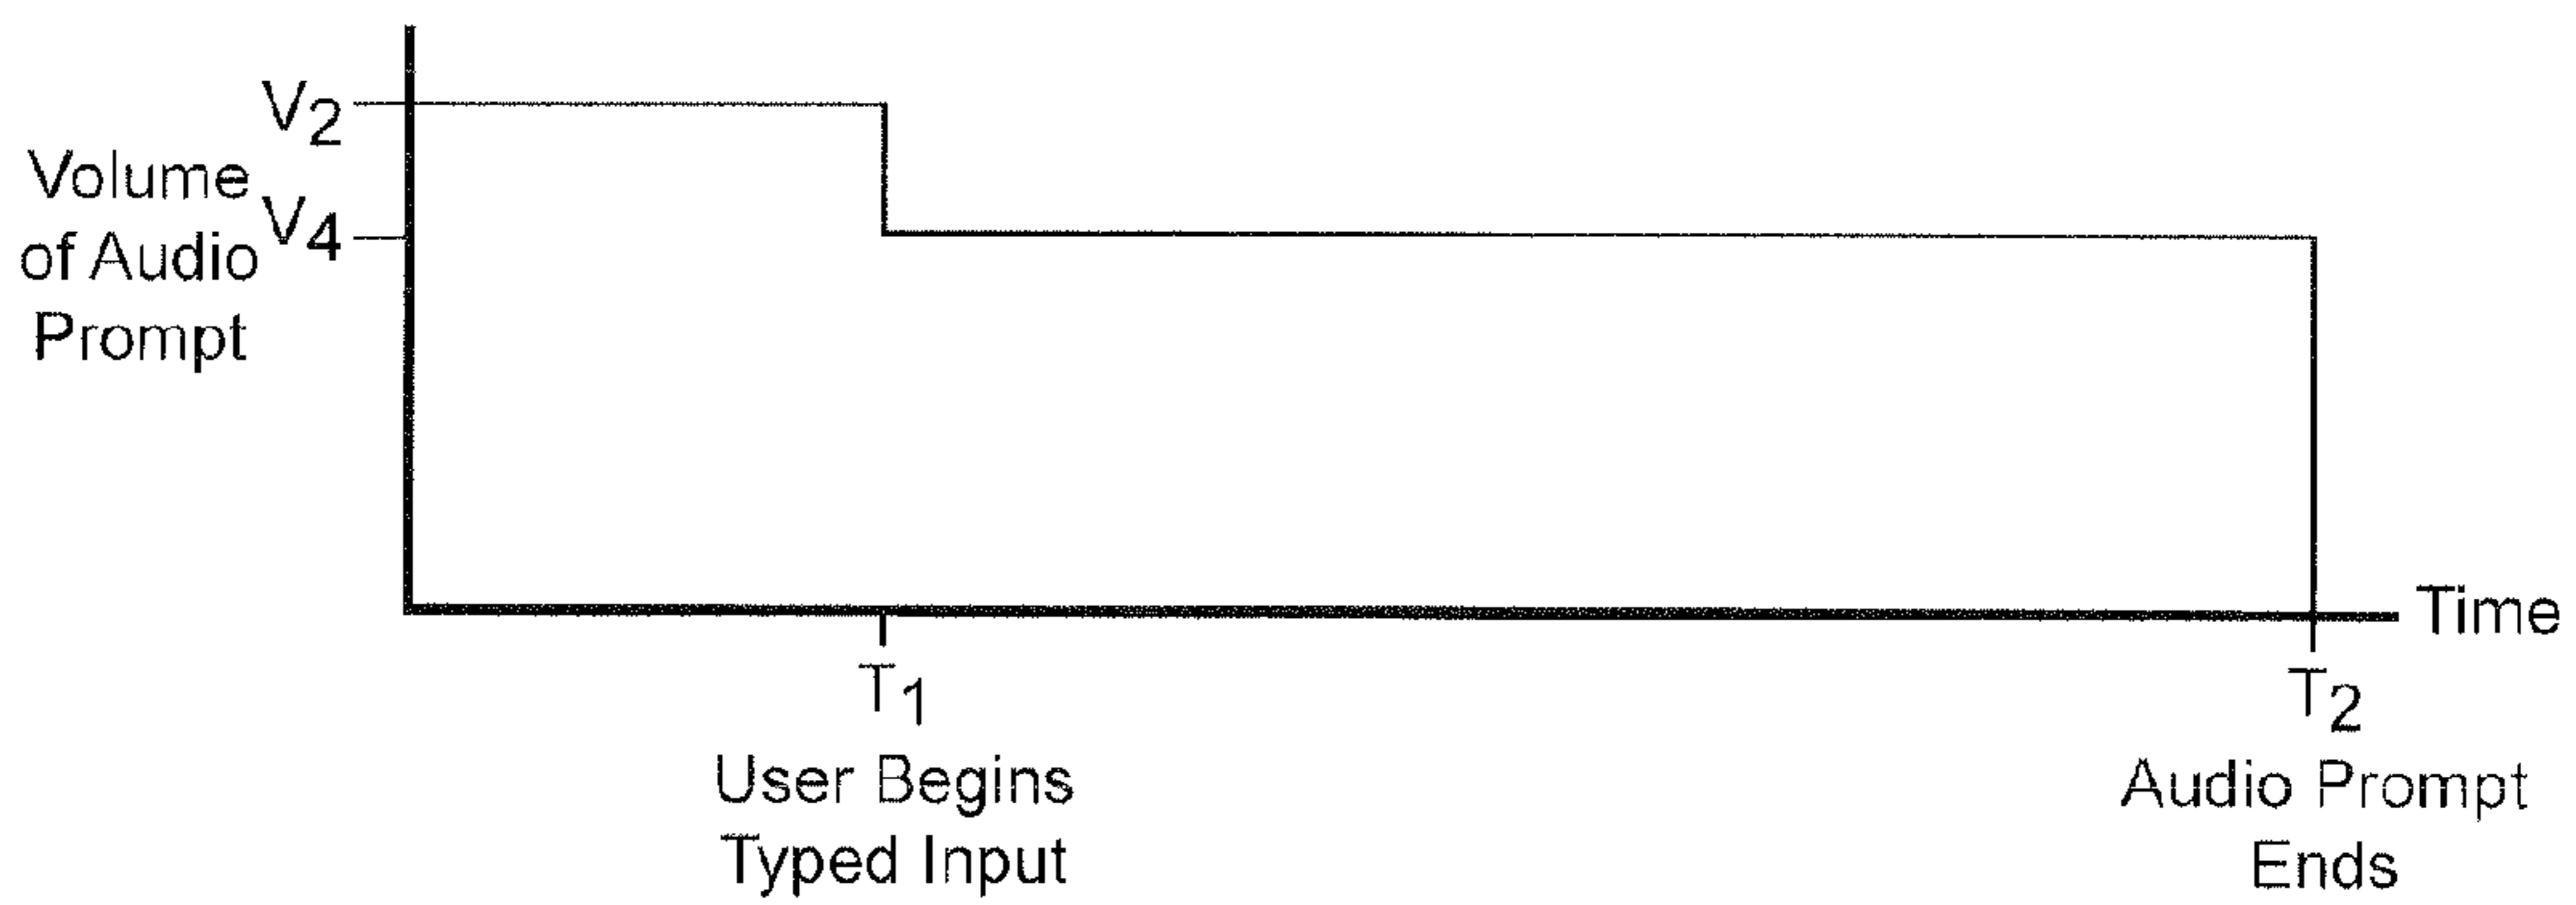 V2
Volume
of Audio
Prompt
V4
Time
T1
User Begins
Typed Input
T2
Audio Prompt
Ends